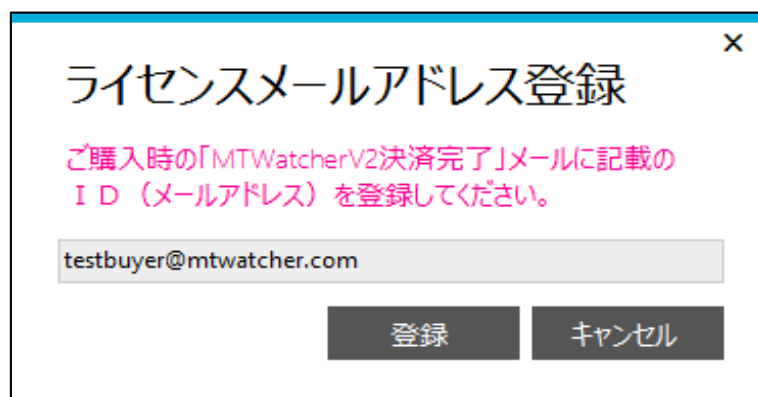 ×
ライセンスメールアドレス登録
ご購入時の「MTWatcherV2決済完了」メールに記載の
ＩＤ（メールアドレス）を登録してください。
testbuyer@mtwatcher.com
登録
キャンセル